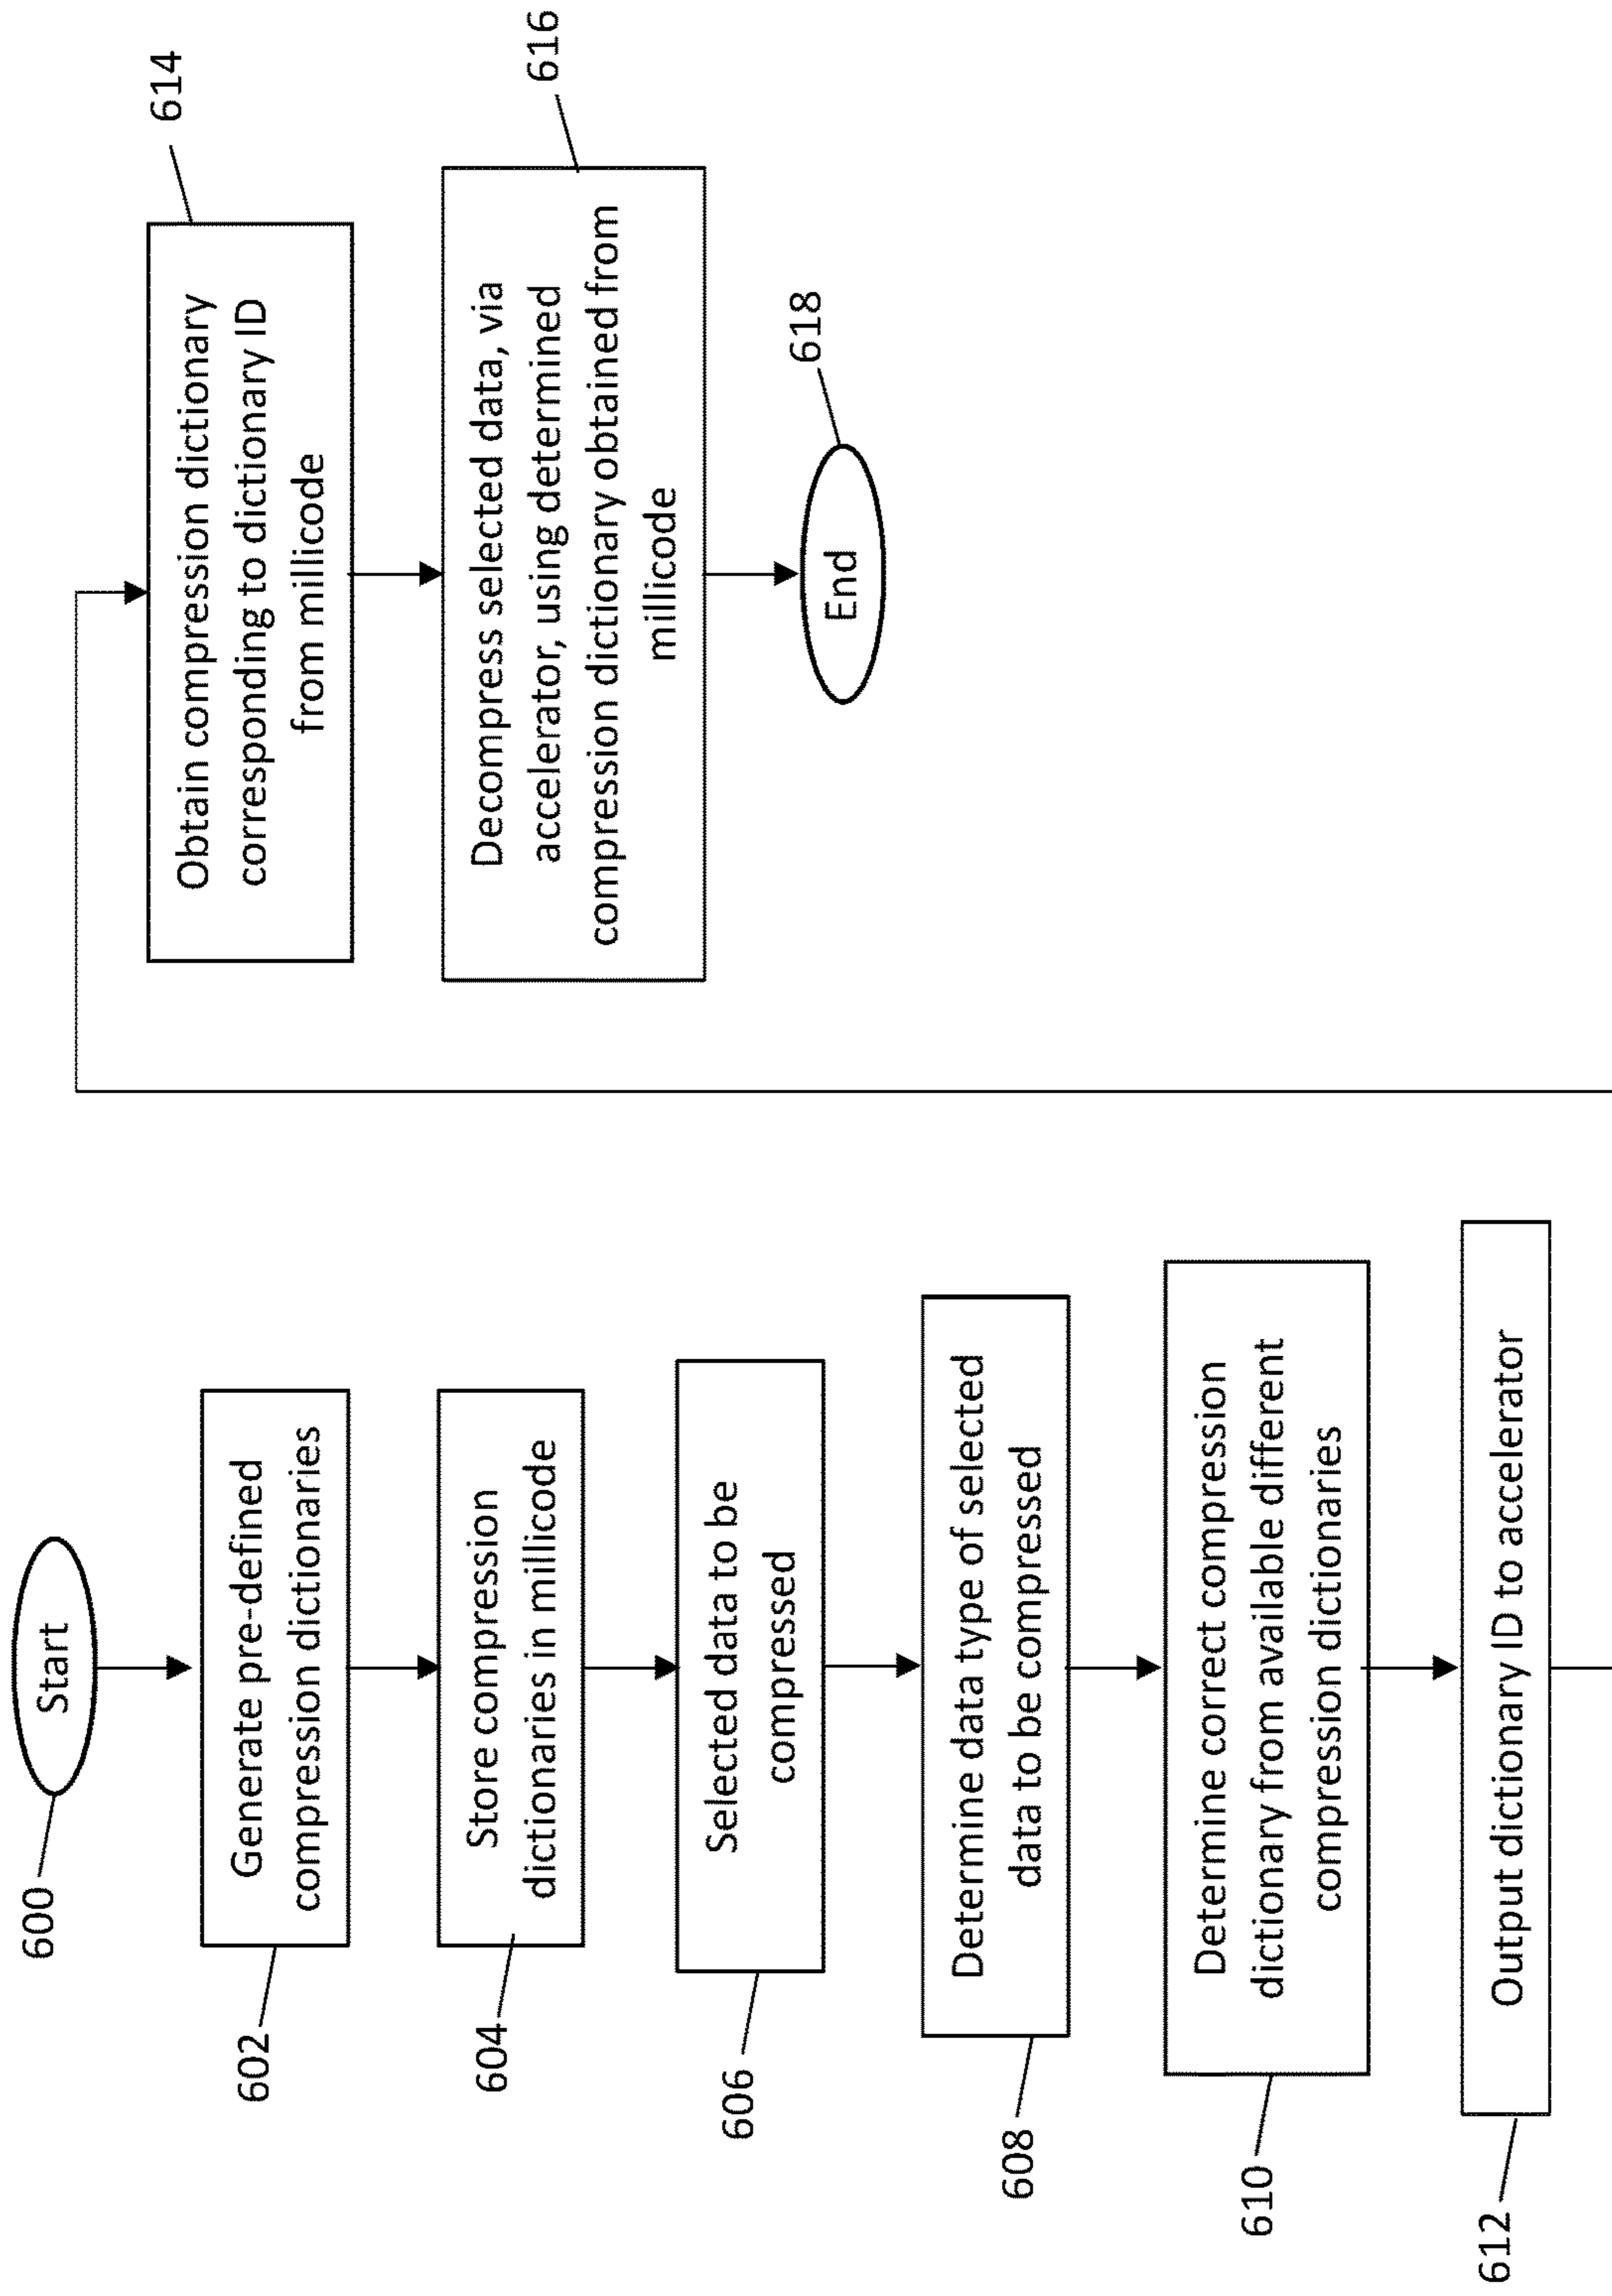 600
Start
602
Generate pre-defined
compression dictionaries
604
Store compression
dictionaries in millicode
606
Selected data to be
compressed
608
Determine data type of selected
data to be compressed
610
Determine correct compression
dictionary from available different
compression dictionaries
612
Output dictionary ID to accelerator
614
Obtain compression dictionary
corresponding to dictionary ID
from millicode
616
Decompress selected data, via
accelerator, using determined
compression dictionary obtained from
millicode
618
End